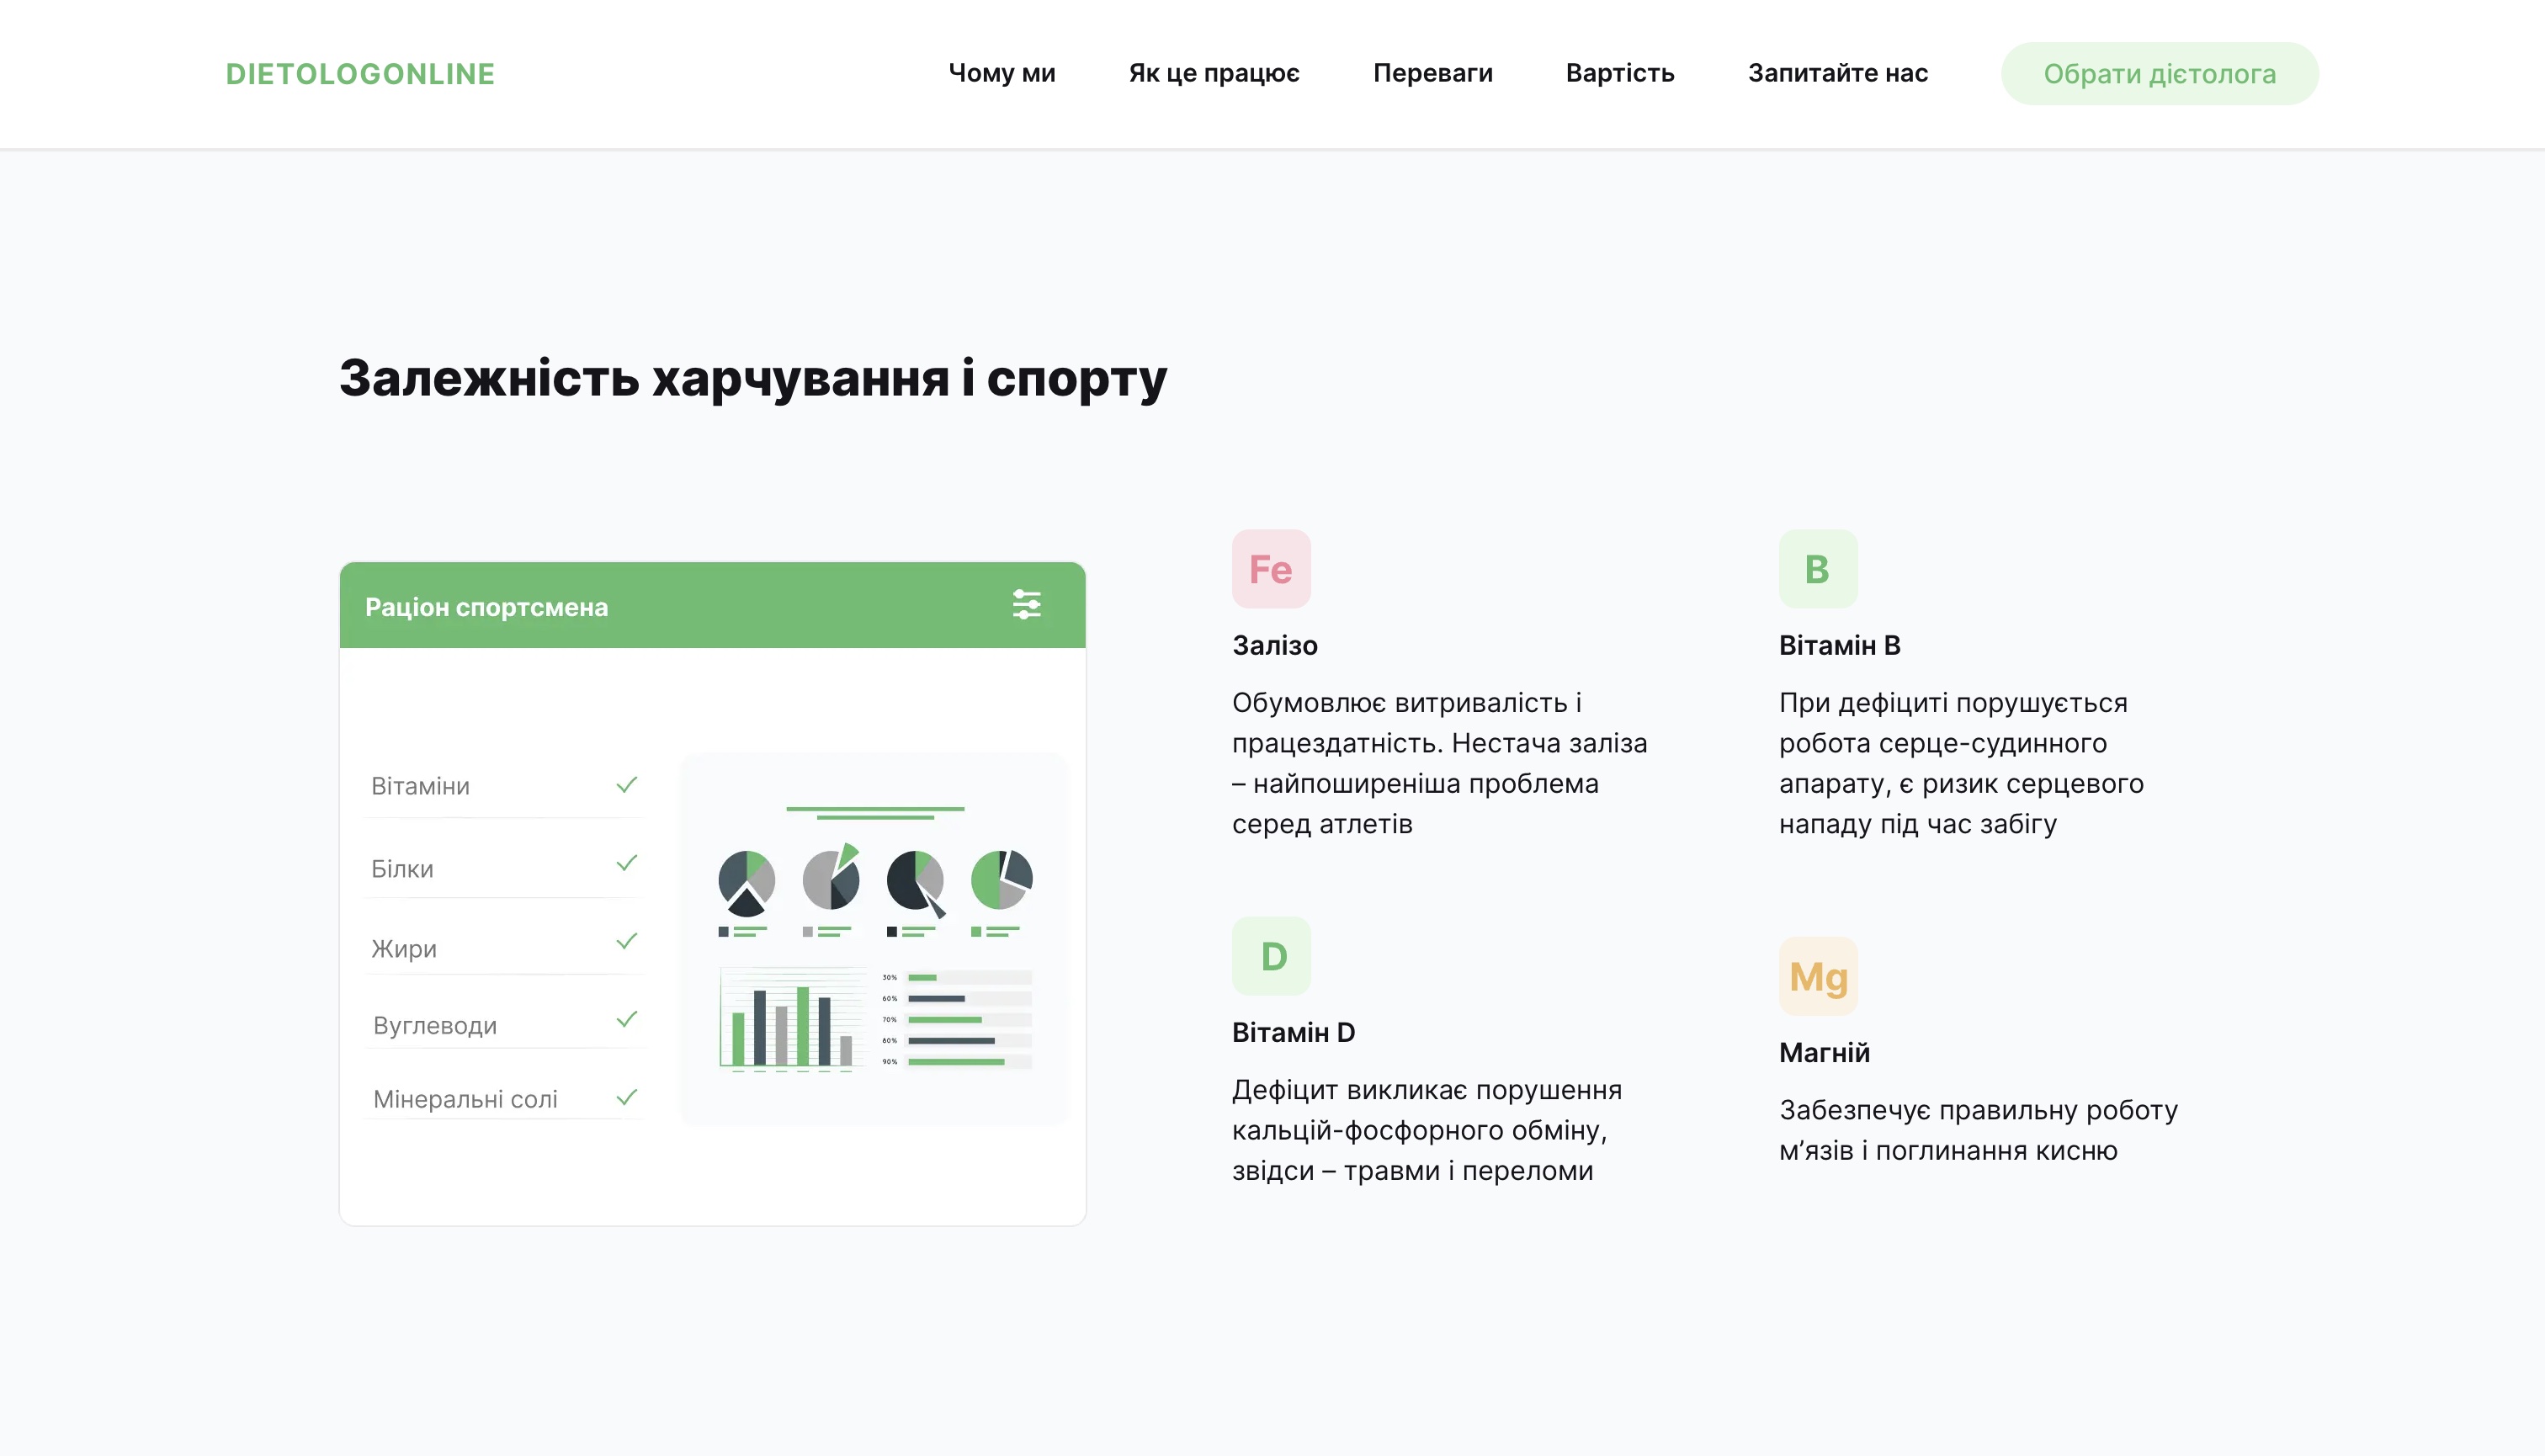 DIETOLOGONLINE
Чому ми
Як це працює
Переваги
Вартість
Запитайте нас
Обрати дієтолога
Залежність харчування і спорту
Раціон спортсмена
Вітаміни
Білки
Жири
Вуглеводи
Мінеральні солі
30%
60%
70%
80%
90%
Fe
Залізо
Обумовлює витривалість і
працездатність. Нестача заліза
– найпоширеніша проблема
серед атлетів
B
Вітамін В
При дефіциті порушується
робота серце-судинного
апарату, є ризик серцевого
нападу під час забігу
D
Вітамін D
Дефіцит викликає порушення
кальцій-фосфорного обміну,
звідси – травми і переломи
Mg
Магній
Забезпечує правильну роботу
м’язів і поглинання кисню